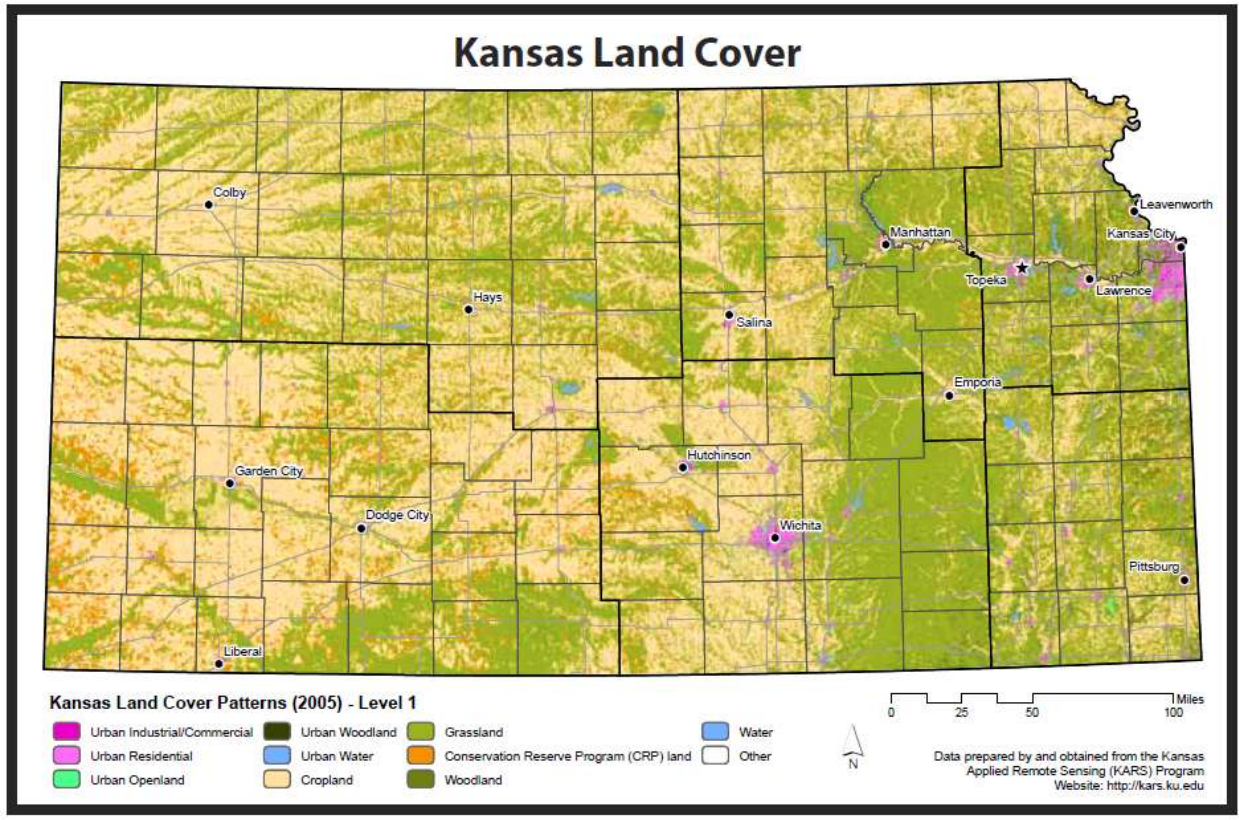 Kansas Land Cover
Colby
Leavenworth
Manhattan
Kansas City
Topeka
Lawrence
Hays
Salina
Emporia
Hutchinson
Garden City
Dodge City
Wichita
Pittsburg
Liberal
Kansas Land Cover Patterns (2005) - Level 1
Urban Industrial/Commercial
Urban Residential
Urban Openland
Urban Woodland
Urban Water
Cropland
Grassland
Conservation Reserve Program (CRP) land
Woodland
Water
Other
N
Miles
0 25 50 100
Data prepared by and obtained from the Kansas
Applied Remote Sensing (KARS) Program
Website: http://kars.ku.edu